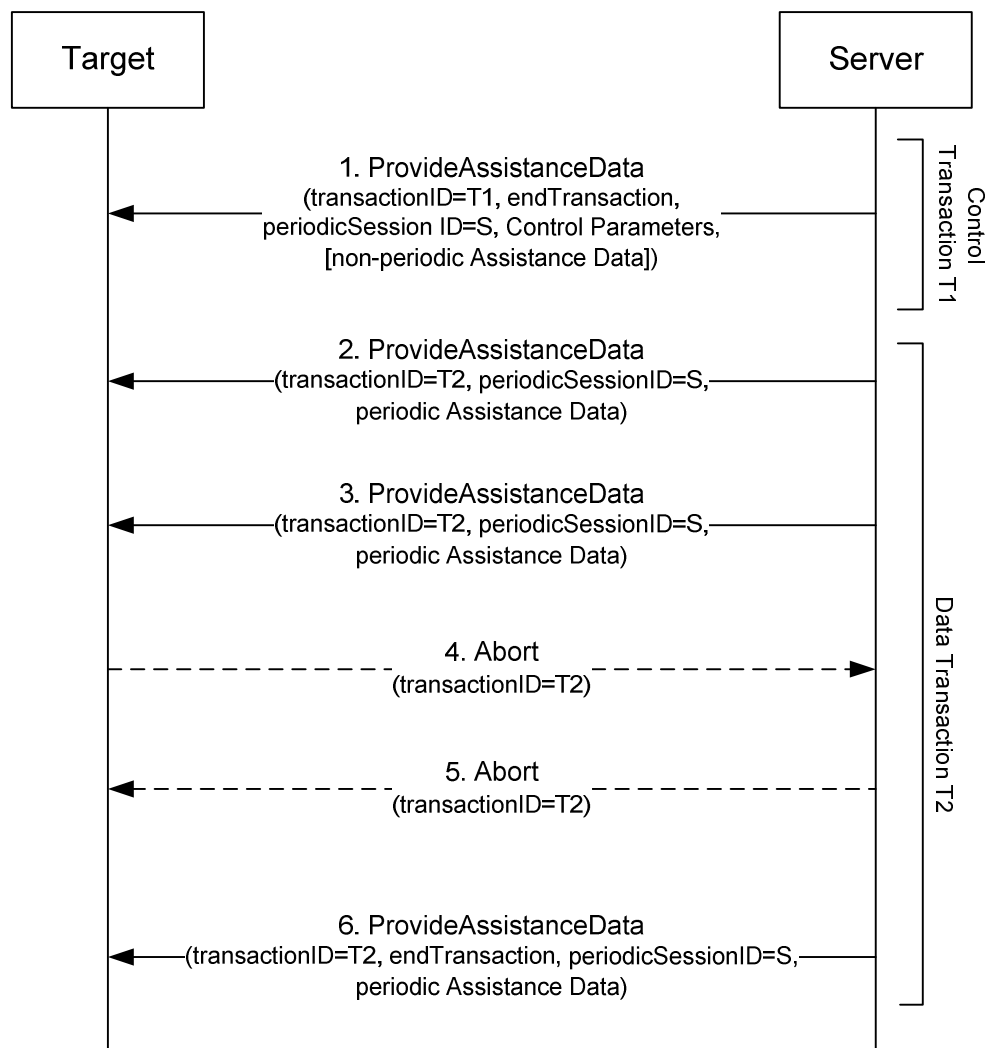 Target
Server
1. ProvideAssistanceData
(transactionID=T1, endTransaction,
periodicSession ID=S, Control Parameters,
[non-periodic Assistance Data])
Control
Transaction T1
2. ProvideAssistanceData
(transactionID=T2, periodicSessionID=S,
periodic Assistance Data)
3. ProvideAssistanceData
(transactionID=T2, periodicSessionID=S,
periodic Assistance Data)
4. Abort
(transactionID=T2)
5. Abort
(transactionID=T2)
Data Transaction T2
6. ProvideAssistanceData
(transactionID=T2, endTransaction, periodicSessionID=S,
periodic Assistance Data)